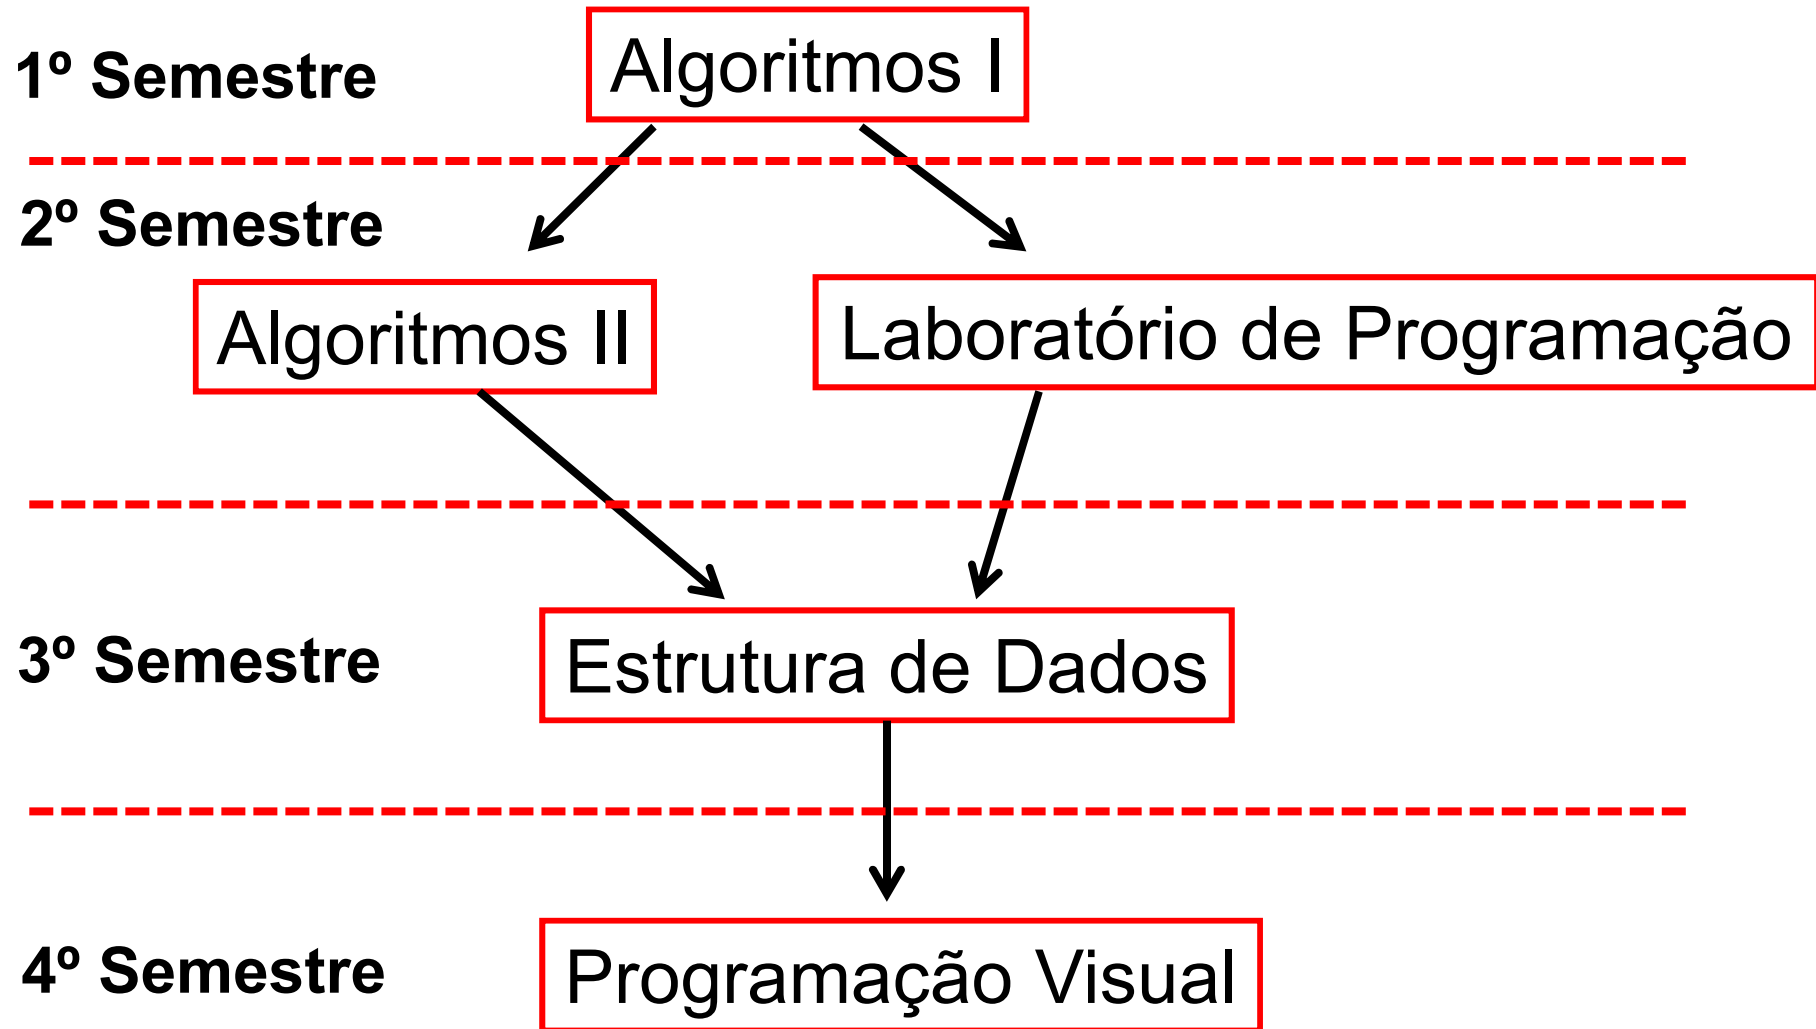 1º Semestre
Algoritmos I
2º Semestre
Algoritmos II
Laboratório de Programação
3º Semestre
Estrutura de Dados
4º Semestre
Programação Visual